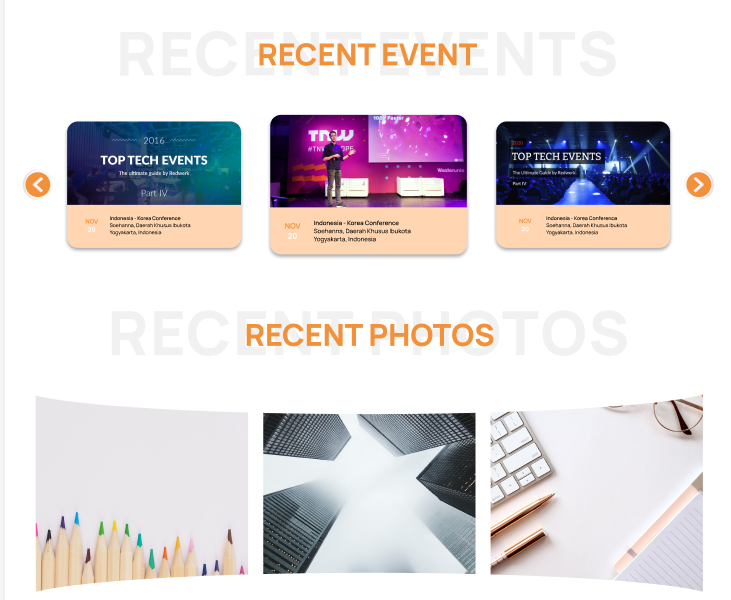 RECENT EVENTS
RECENT EVENT
2016
TOP TECH EVENTS
The ultimate guide by Redwerk
Part IV
NOV
20
Indonesia - Korea Conference
Soehanna, Daerah Khusus Ibukota
Yogyakarta, Indonesia
TNW
NOV
20
Indonesia - Korea Conference
Soehanna, Daerah Khusus Ibukota
Yogyakarta, Indonesia
TOP TECH EVENTS
The Ultimate Guide by Redwerk
Part IV
NOV
20
Indonesia - Korea Conference
Soehanna, Daerah Khusus Ibukota
Yogyakarta, Indonesia
RECENT PHOTOS
RECENT PHOTOS